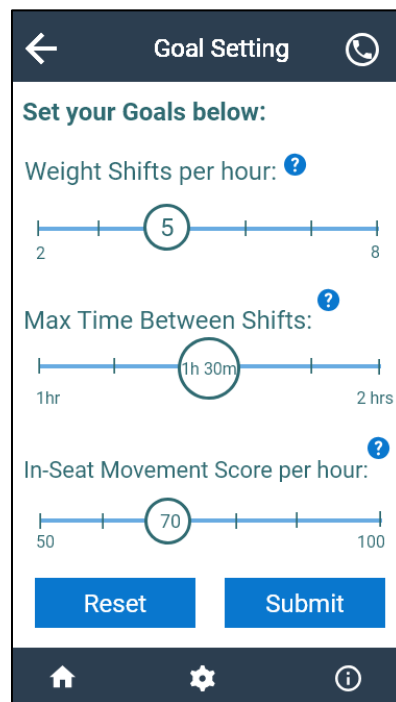 Goal Setting
Set your Goals below:
Weight Shifts per hour: ?
5
2 8
?
Max Time Between Shifts:
1h 30m
1hr 2 hrs
?
In-Seat Movement Score per hour:
70
50 100
Reset Submit